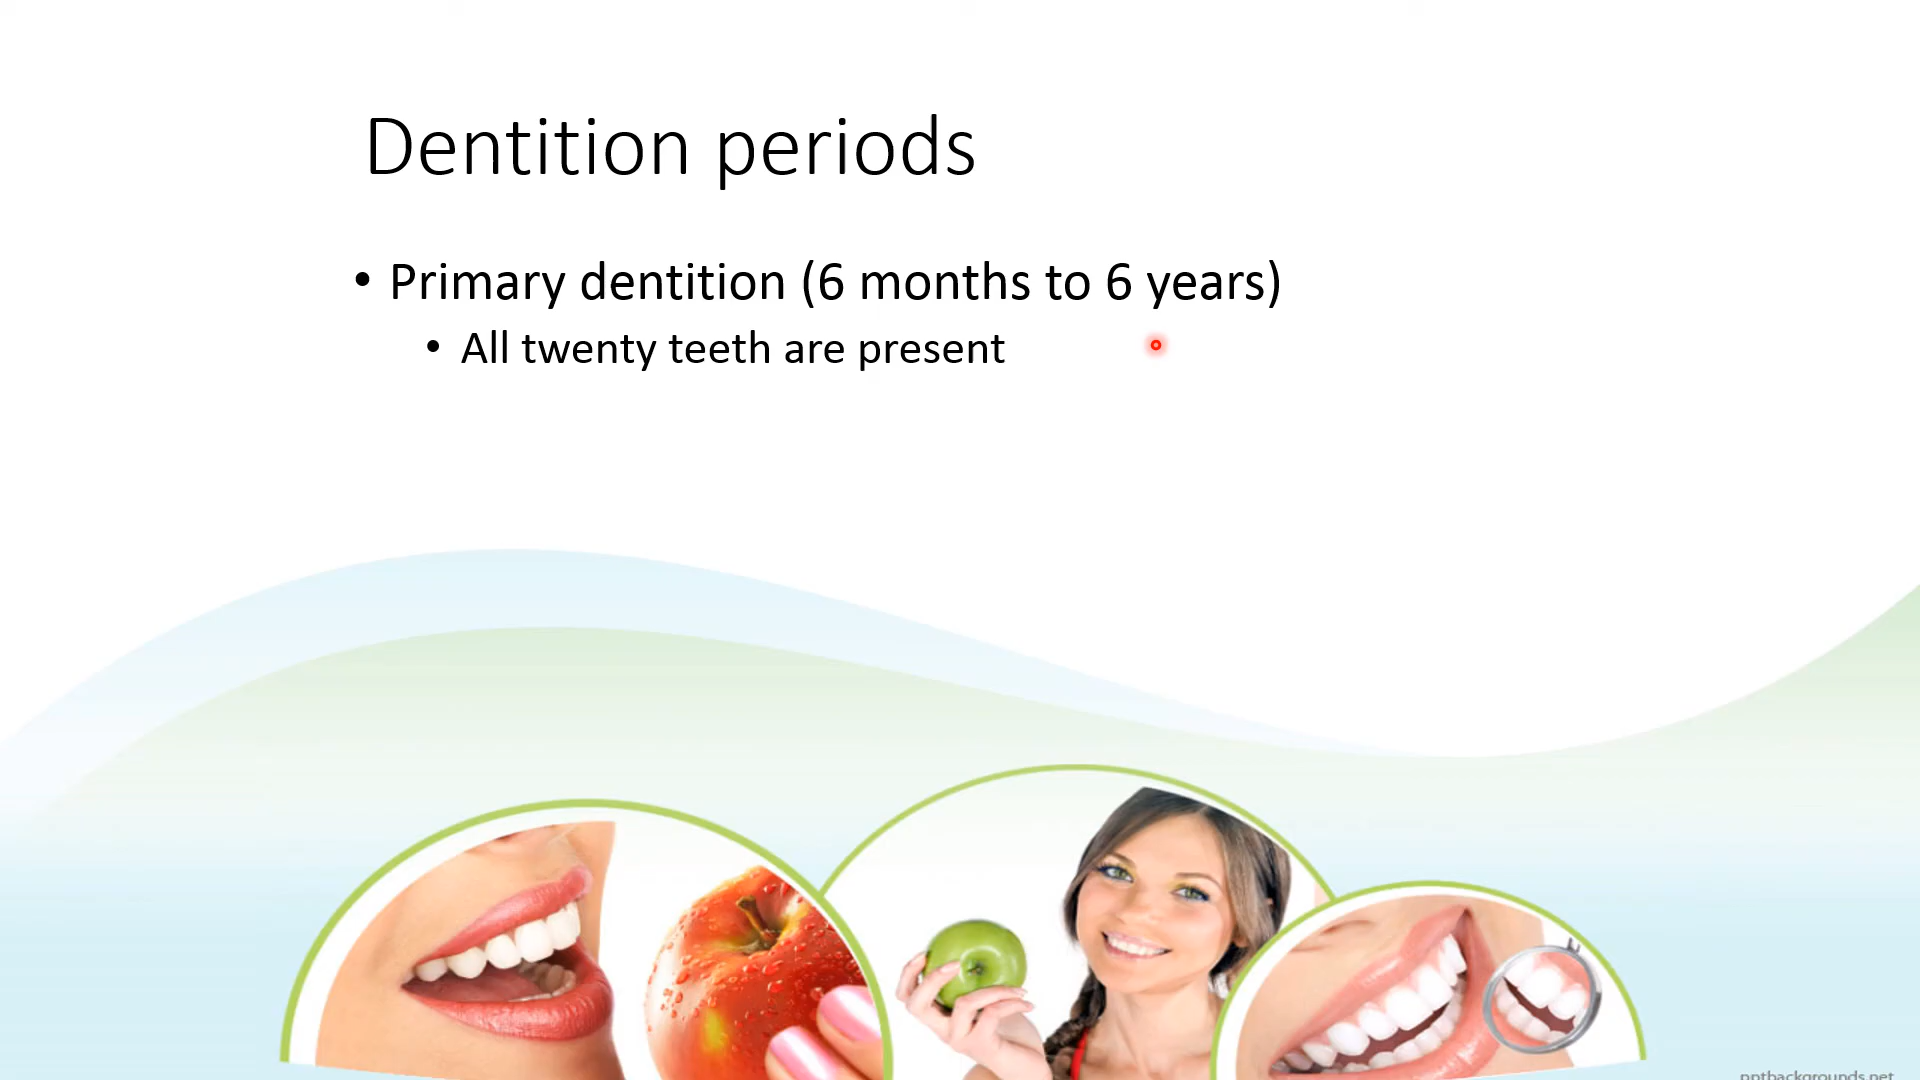 Dentition periods
• Primary dentition (6 months to 6 years)
• All twenty teeth are present
pptbackgrounds.net